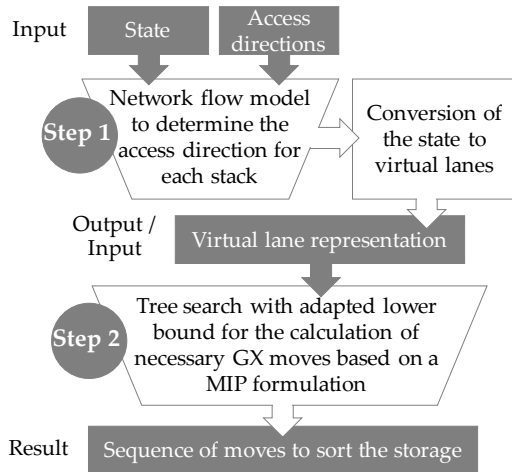 Input
State
Access
directions
Step 1
Network flow model
to determine the
access direction for
each stack
Conversion of
the state to
virtual lanes
Output /
Input
Virtual lane representation
Step 2
Tree search with adapted lower
bound for the calculation of
necessary GX moves based on a
MIP formulation
Result
Sequence of moves to sort the storage